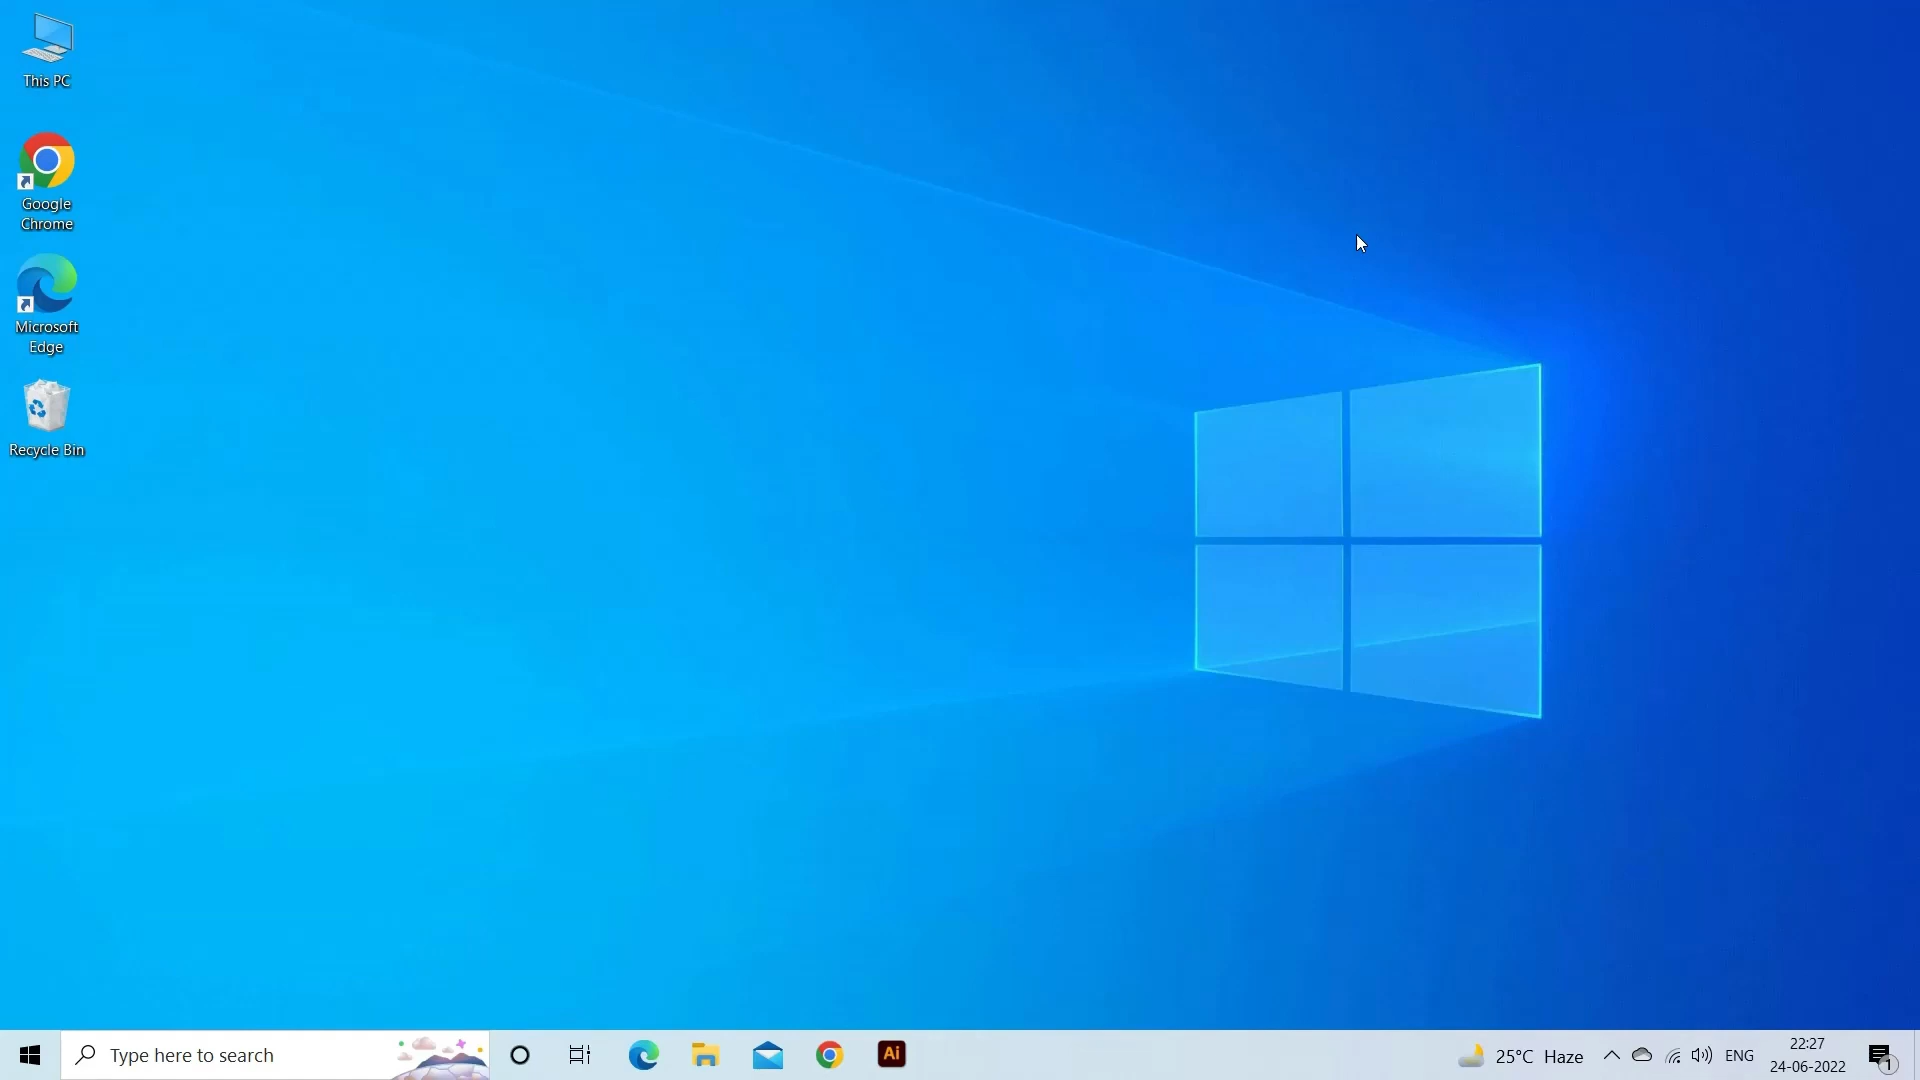 This PC
Google
Chrome
Microsoft
Edge
Recycle Bin
Type here to search
Ai
25°C Haze
ENG
22:27
24-06-2022
1